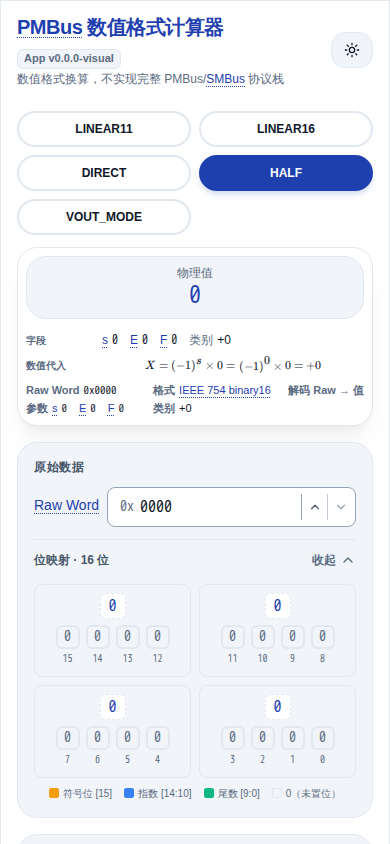 PMBus 数值格式计算器
App v0.0.0-visual
数值格式换算，不实现完整 PMBus/SMBus 协议栈
LINEAR11 LINEAR16
DIRECT HALF
VOUT_MODE
物理值
0
字段 s 0 E 0 F 0 类别 +0
数值代入 X = (−1)^s × 0 = (−1)^0 × 0 = +0
Raw Word 0x0000 格式 IEEE 754 binary16 解码 Raw → 值
参数 s 0 E 0 F 0 类别 +0
原始数据
Raw Word 0x 0000
位映射 · 16 位 收起
0 0
0 0 0 0 0 0 0 0
15 14 13 12 11 10 9 8
0 0
0 0 0 0 0 0 0 0
7 6 5 4 3 2 1 0
符号位 [15] 指数 [14:10] 尾数 [9:0] 0（未置位）